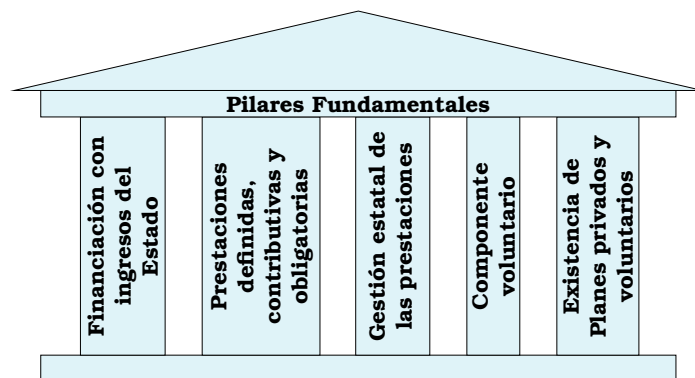 Pilares Fundamentales
Financiación con
ingresos del
Estado
Prestaciones
definidas,
contributivas y
obligatorias
Gestión estatal de
las prestaciones
Componente
voluntario
Existencia de
Planes privados y
voluntarios